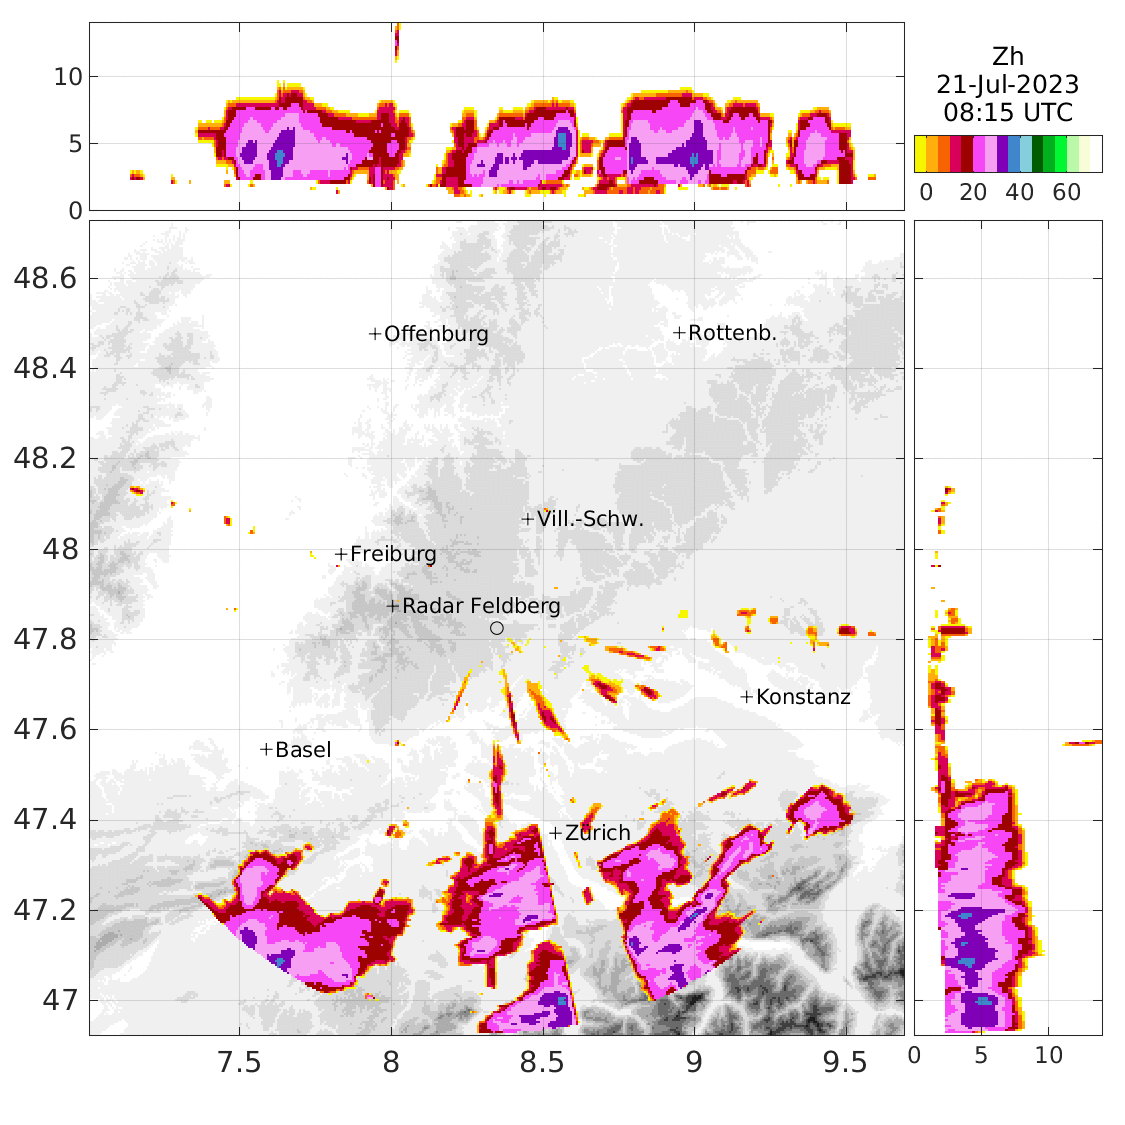 10
5
0
Zh
21-Jul-2023
08:15 UTC
0 20 40 60
48.6
48.4
48.2
48
47.8
47.6
47.4
47.2
47
+Offenburg
+Rottenb.
+Vill.-Schw.
+Freiburg
+Radar Feldberg
+Konstanz
+Basel
+Zürich
7.5 8 8.5 9 9.5
0 5 10